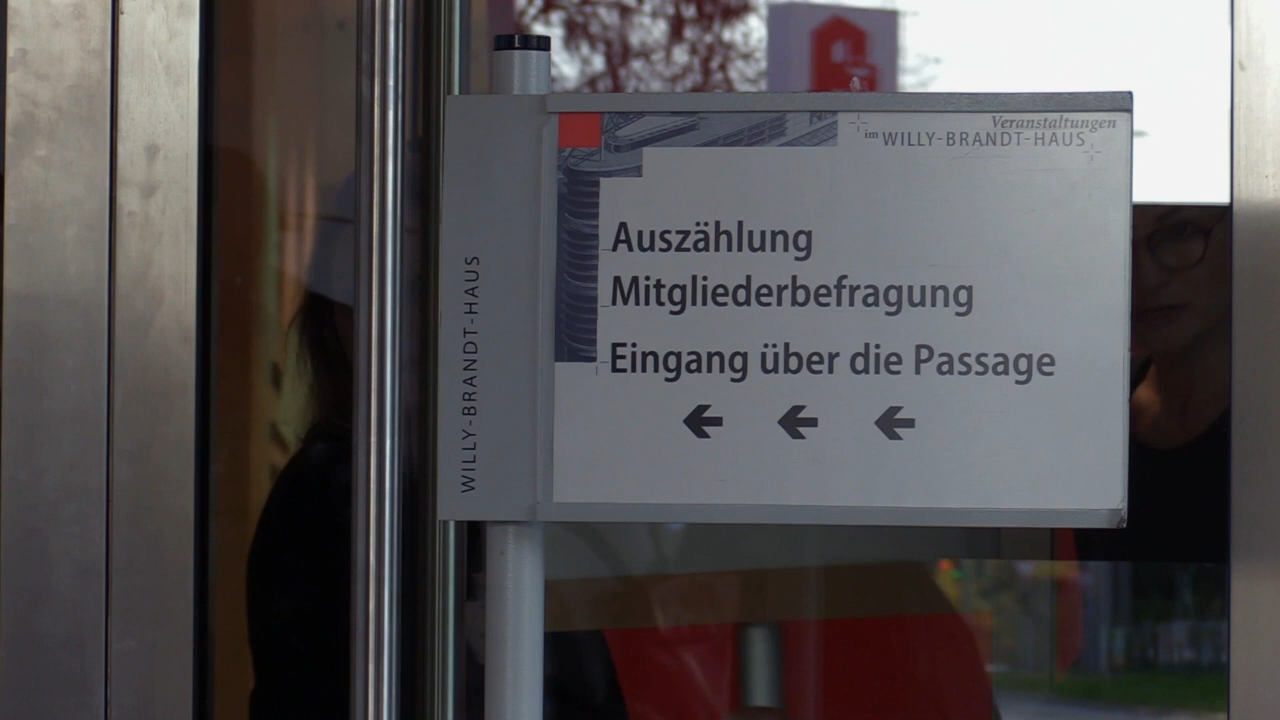 Veranstaltungen
im WILLY-BRANDT-HAUS
Auszählung
Mitgliederbefragung
Eingang über die Passage
WILLY-BRANDT-HAUS